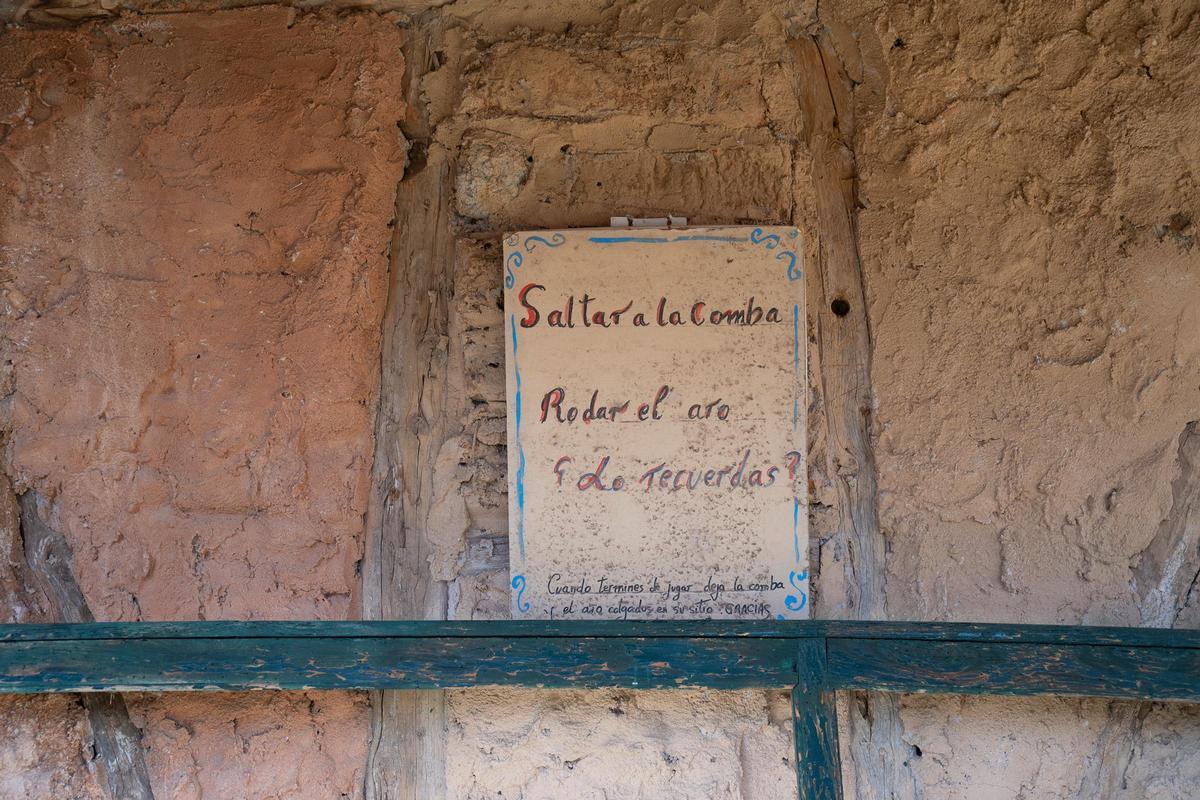 Saltar a la Comba
Rodar el aro
¿Lo recuerdas?
Cuando termines de jugar deja la comba
y el aro colgados en su sitio. GRACIAS